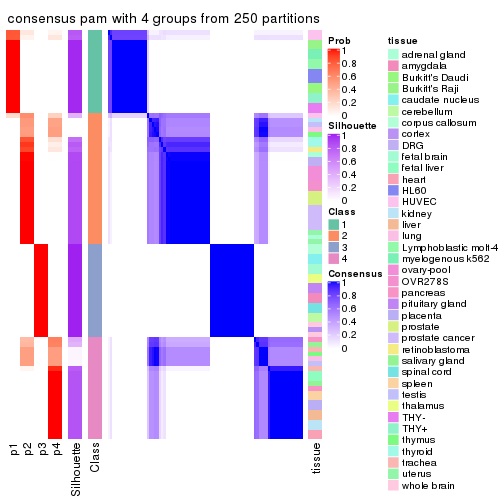 consensus pam with 4 groups from 250 partitions
Prob
1
0.8
0.6
0.4
0.2
0
Silhouette
1
0.8
0.6
0.4
0.2
0
Class
1
2
3
4
Consensus
1
0.8
0.6
0.4
0.2
0
tissue
adrenal gland
amygdala
Burkitt's Daudi
Burkitt's Raji
caudate nucleus
cerebellum
corpus callosum
cortex
DRG
fetal brain
fetal liver
heart
HL60
HUVEC
kidney
liver
lung
Lymphoblastic molt-4
myelogenous k562
ovary-pool
OVR278S
pancreas
pituitary gland
placenta
prostate
prostate cancer
retinoblastoma
salivary gland
spinal cord
spleen
testis
thalamus
THY-
THY+
thymus
thyroid
trachea
uterus
whole brain
p1
p2
p3
p4
Silhouette
Class
tissue